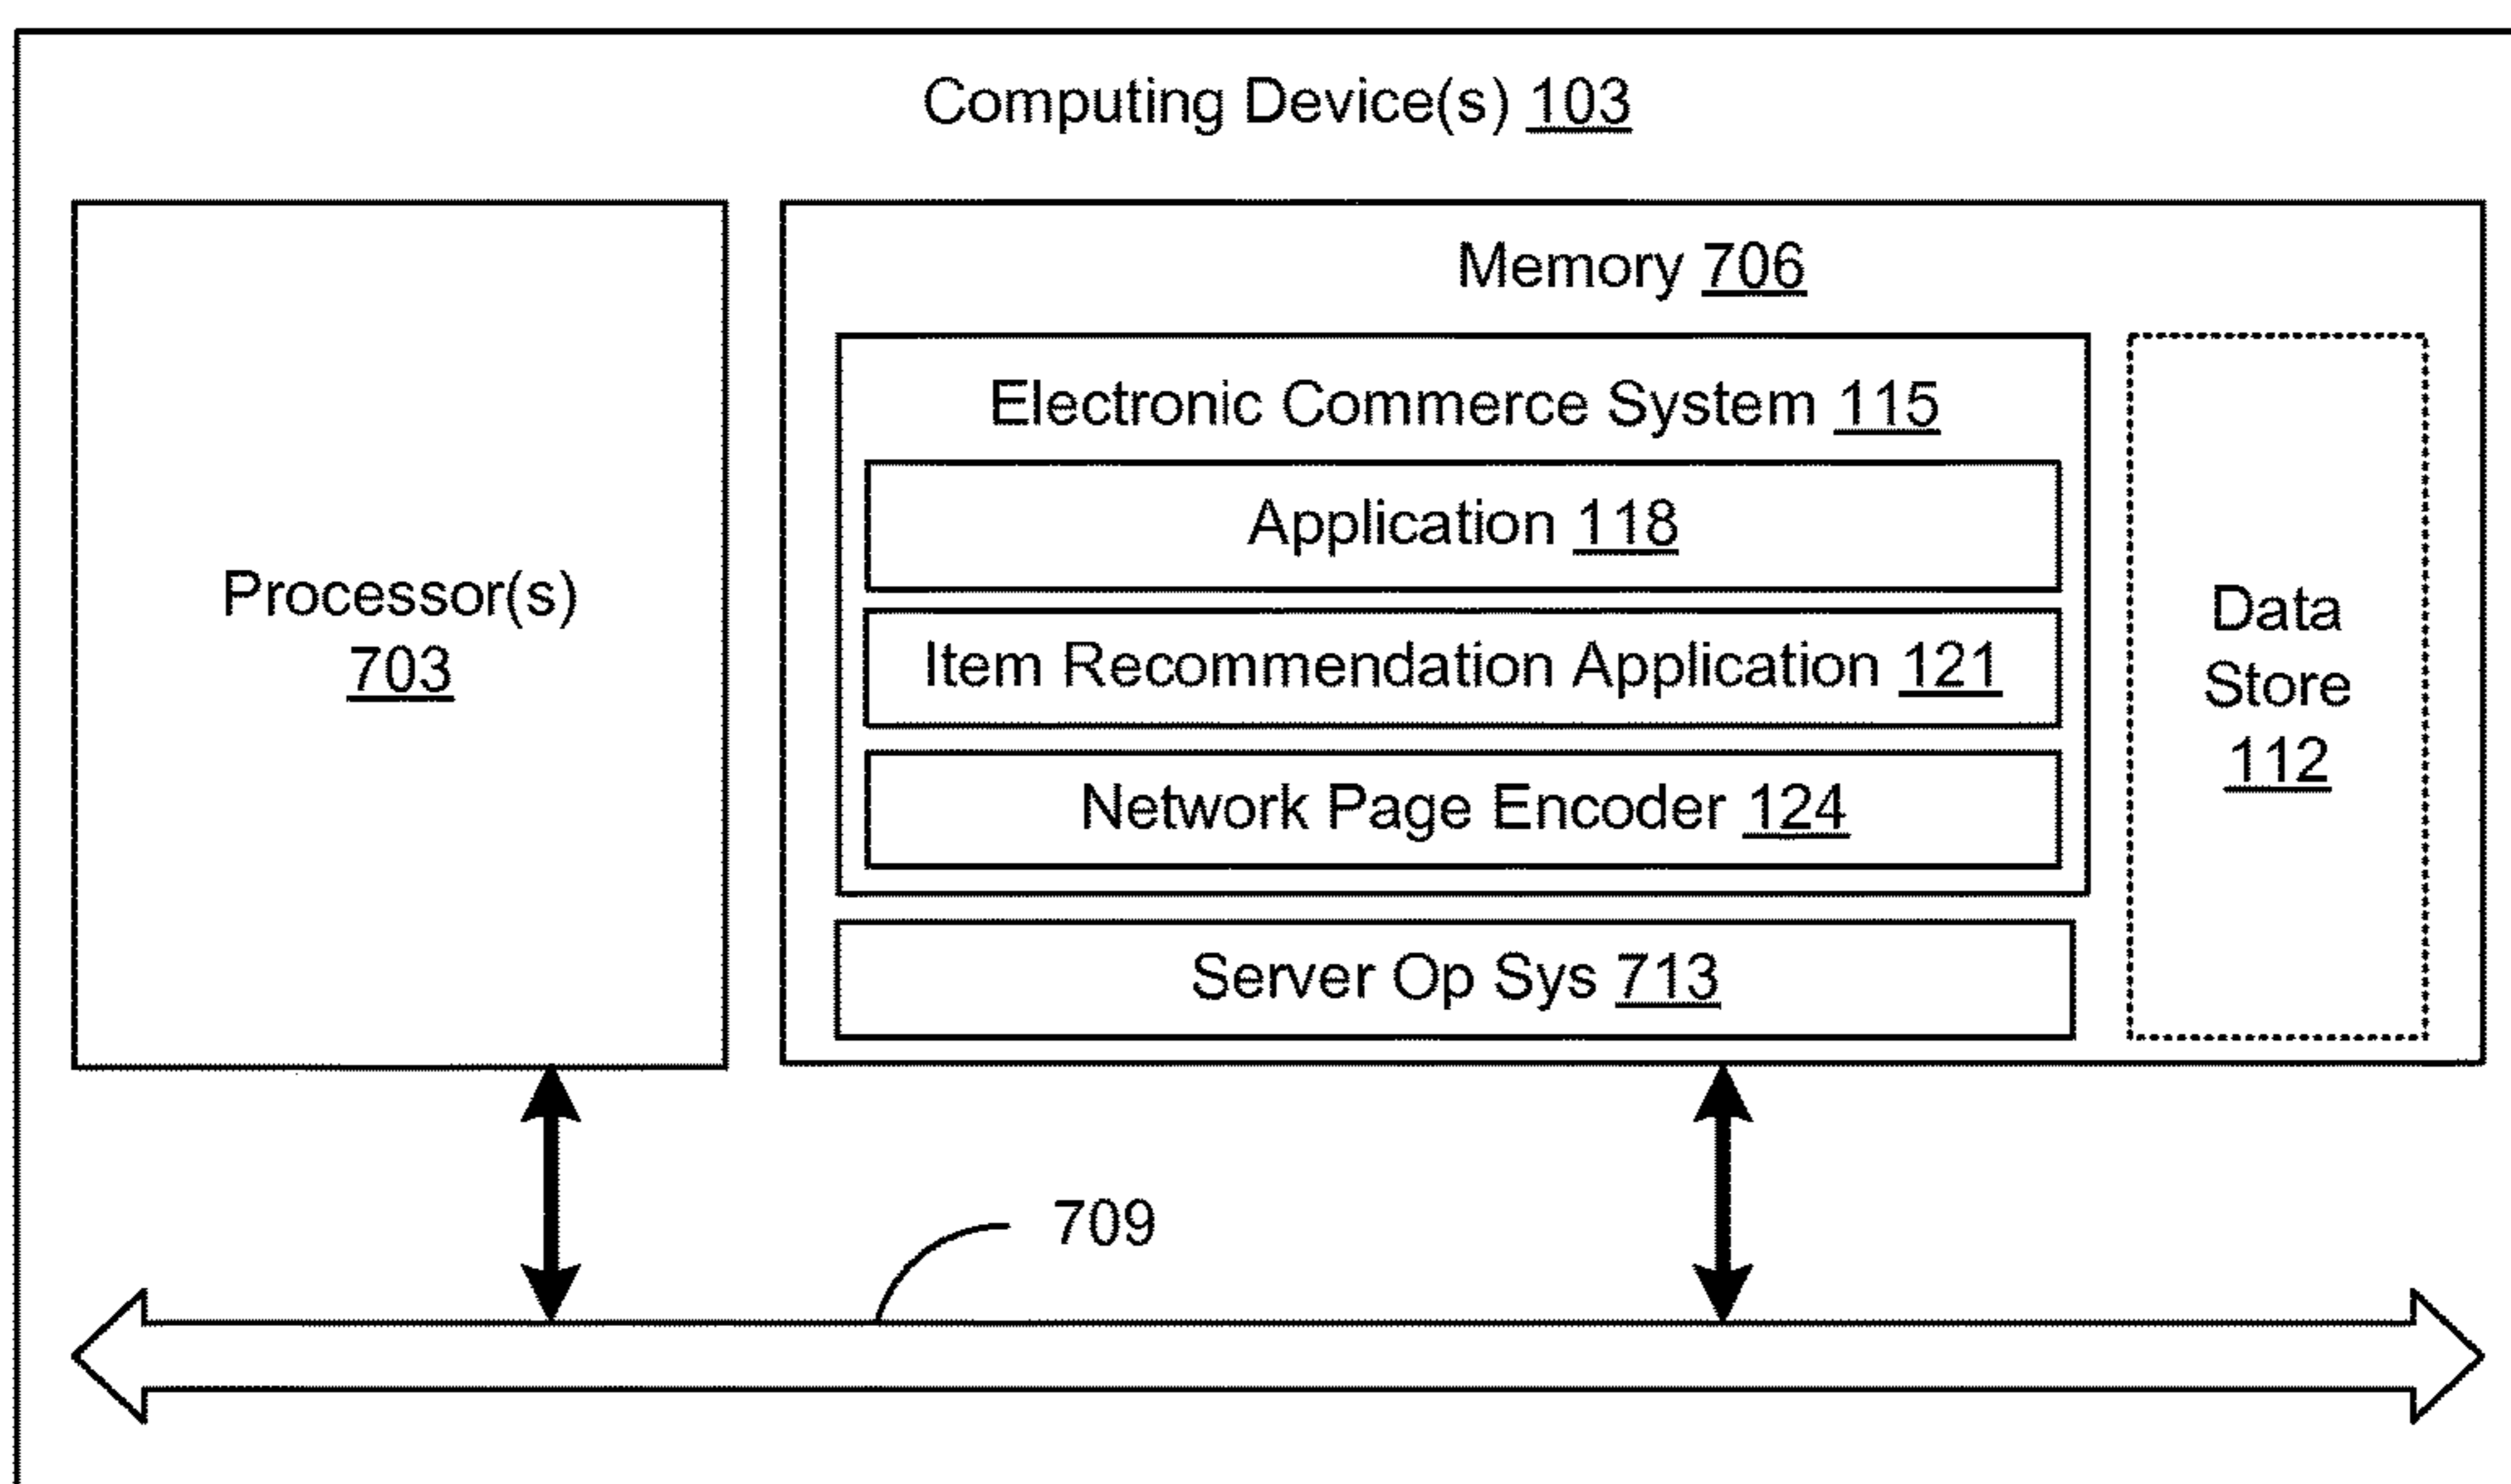 Computing Device(s) 103
Processor(s)
703
Memory 706
Electronic Commerce System 115
Application 118
Item Recommendation Application 121
Network Page Encoder 124
Server Op Sys 713
Data
Store
112
709